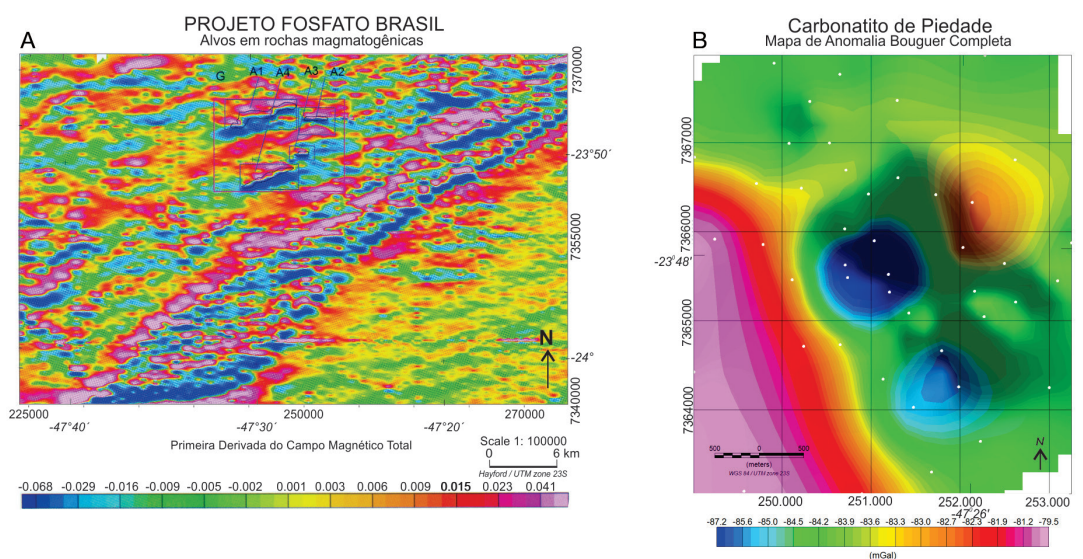 A
PROJETO FOSFATO BRASIL
Alvos em rochas magmatogênicas
G A1 A4 A3 A2
7370000
-23°50´
7355000
N
-24°
7340000
225000 250000 270000
-47°40´ -47°30´ -47°20´
Primeira Derivada do Campo Magnético Total
Scale 1: 100000
0 6 km
Hayford / UTM zone 23S
-0.068 -0.029 -0.016 -0.009 -0.005 -0.002 0.001 0.003 0.006 0.009 0.015 0.023 0.041
B
Carbonatito de Piedade
Mapa de Anomalia Bouguer Completa
7367000
7366000
-23°48´
7365000
7364000
500 0 500
(meters)
WGS 84 / UTM zone 23S
N
250.000 251.000 252.000 253.000
-47°26´
-87.2 -85.6 -85.0 -84.5 -84.2 -83.9 -83.6 -83.3 -83.0 -82.7 -82.3 -81.9 -81.2 -79.5
(mGal)